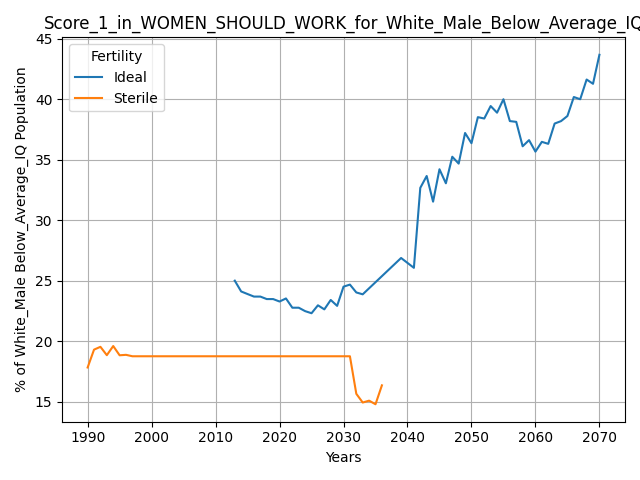 Score_1_in_WOMEN_SHOULD_WORK_for_White_Male_Below_Average_IQ
Fertility
Ideal
Sterile
% of White_Male Below_Average_IQ Population
45
40
35
30
25
20
15
1990 2000 2010 2020 2030 2040 2050 2060 2070
Years